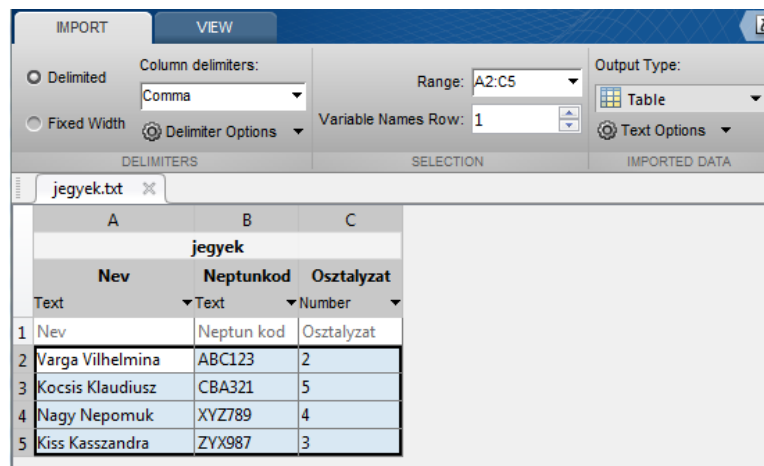 IMPORT VIEW
Delimited Column delimiters: Range: A2:C5 Output Type:
Comma Table
Fixed Width Delimiter Options Variable Names Row: 1 Text Options
DELIMITERS SELECTION IMPORTED DATA
jegyek.txt
A B C
jegyek
Nev Neptunkod Osztalyzat
Text Text Number
1 Nev Neptun kod Osztalyzat
2 Varga Vilhelmina ABC123 2
3 Kocsis Klaudiusz CBA321 5
4 Nagy Nepomuk XYZ789 4
5 Kiss Kasszandra ZYX987 3